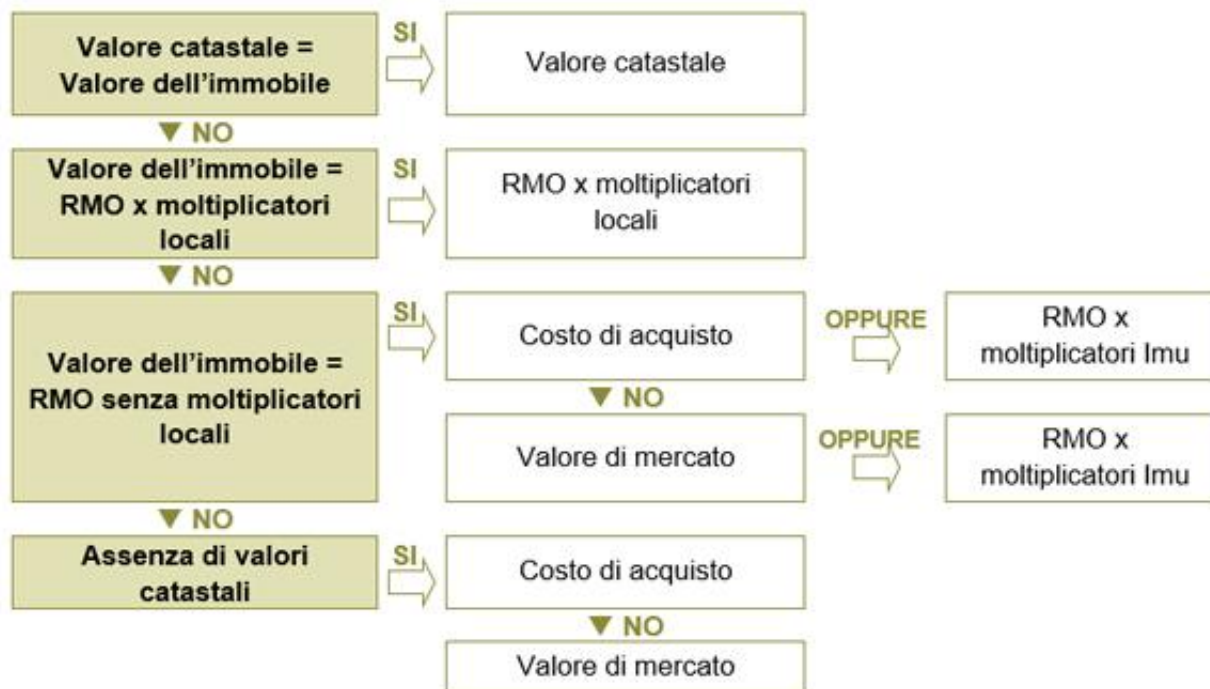 Valore catastale =
Valore dell'immobile
SI
Valore catastale
▼ NO
Valore dell'immobile =
RMO x moltiplicatori
locali
SI
RMO x moltiplicatori
locali
▼ NO
Valore dell'immobile =
RMO senza moltiplicatori
locali
SI
Costo di acquisto
OPPURE
RMO x
moltiplicatori Imu
▼ NO
Valore di mercato
OPPURE
RMO x
moltiplicatori Imu
▼ NO
Assenza di valori
catastali
SI
Costo di acquisto
▼ NO
Valore di mercato